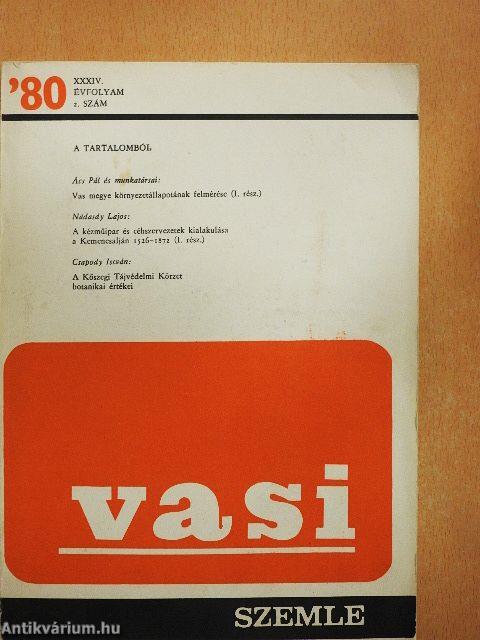 '80
XXXIV.
ÉVFOLYAM
2. SZÁM
A TARTALOMBÓL
Ács Pál és munkatársai:
Vas megye környezetállapotának felmérése (I. rész.)
Nádasdy Lajos:
A kézműipar és céhszervezetek kialakulása
a Kemenesalján 1526–1872 (I. rész.)
Csapody István:
A Kőszegi Tájvédelmi Körzet
botanikai értékei
vasi
SZEMLE
Antikvárium.hu